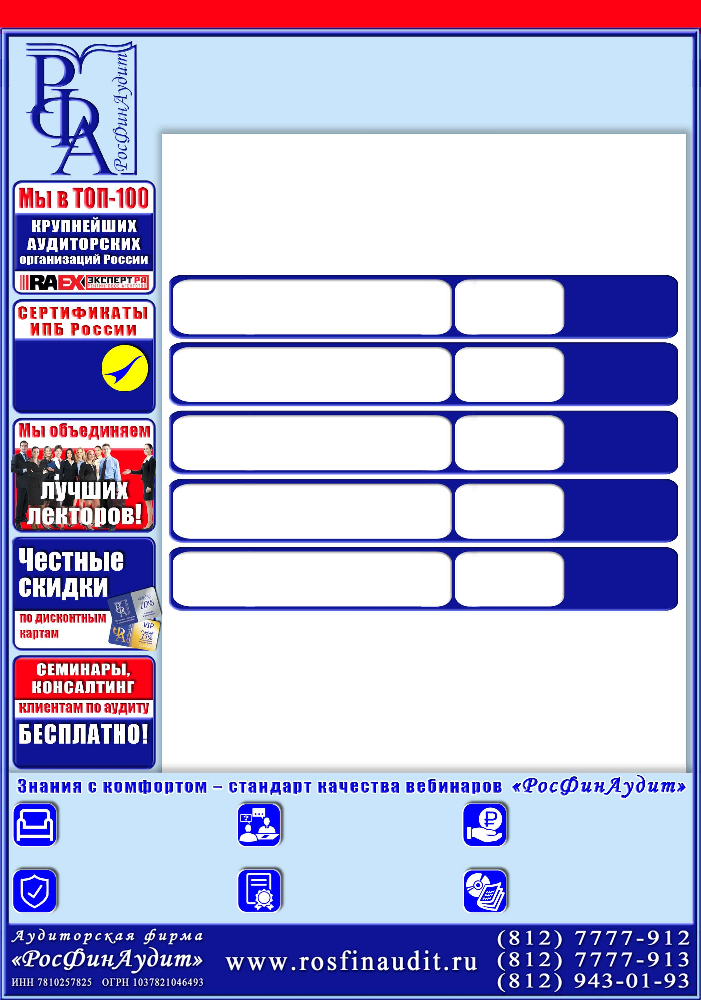 РФА
РосФинАудит
Мы в ТОП-100
КРУПНЕЙШИХ
АУДИТОРСКИХ
организаций России
RAEX ЭКСПЕРТ РА
РЕЙТИНГОВОЕ АГЕНТСТВО
СЕРТИФИКАТЫ
ИПБ России
Мы объединяем
лучших
лекторов!
Честные
скидки
по дисконтным
картам
скидка
10%
VIP
скидка
15%
СЕМИНАРЫ,
КОНСАЛТИНГ
клиентам по аудиту
БЕСПЛАТНО!
Знания с комфортом – стандарт качества вебинаров «РосФинАудит»
Аудиторская фирма
«РосФинАудит»
ИНН 7810257825 ОГРН 1037821046493
www.rosfinaudit.ru
(812) 7777-912
(812) 7777-913
(812) 943-01-93